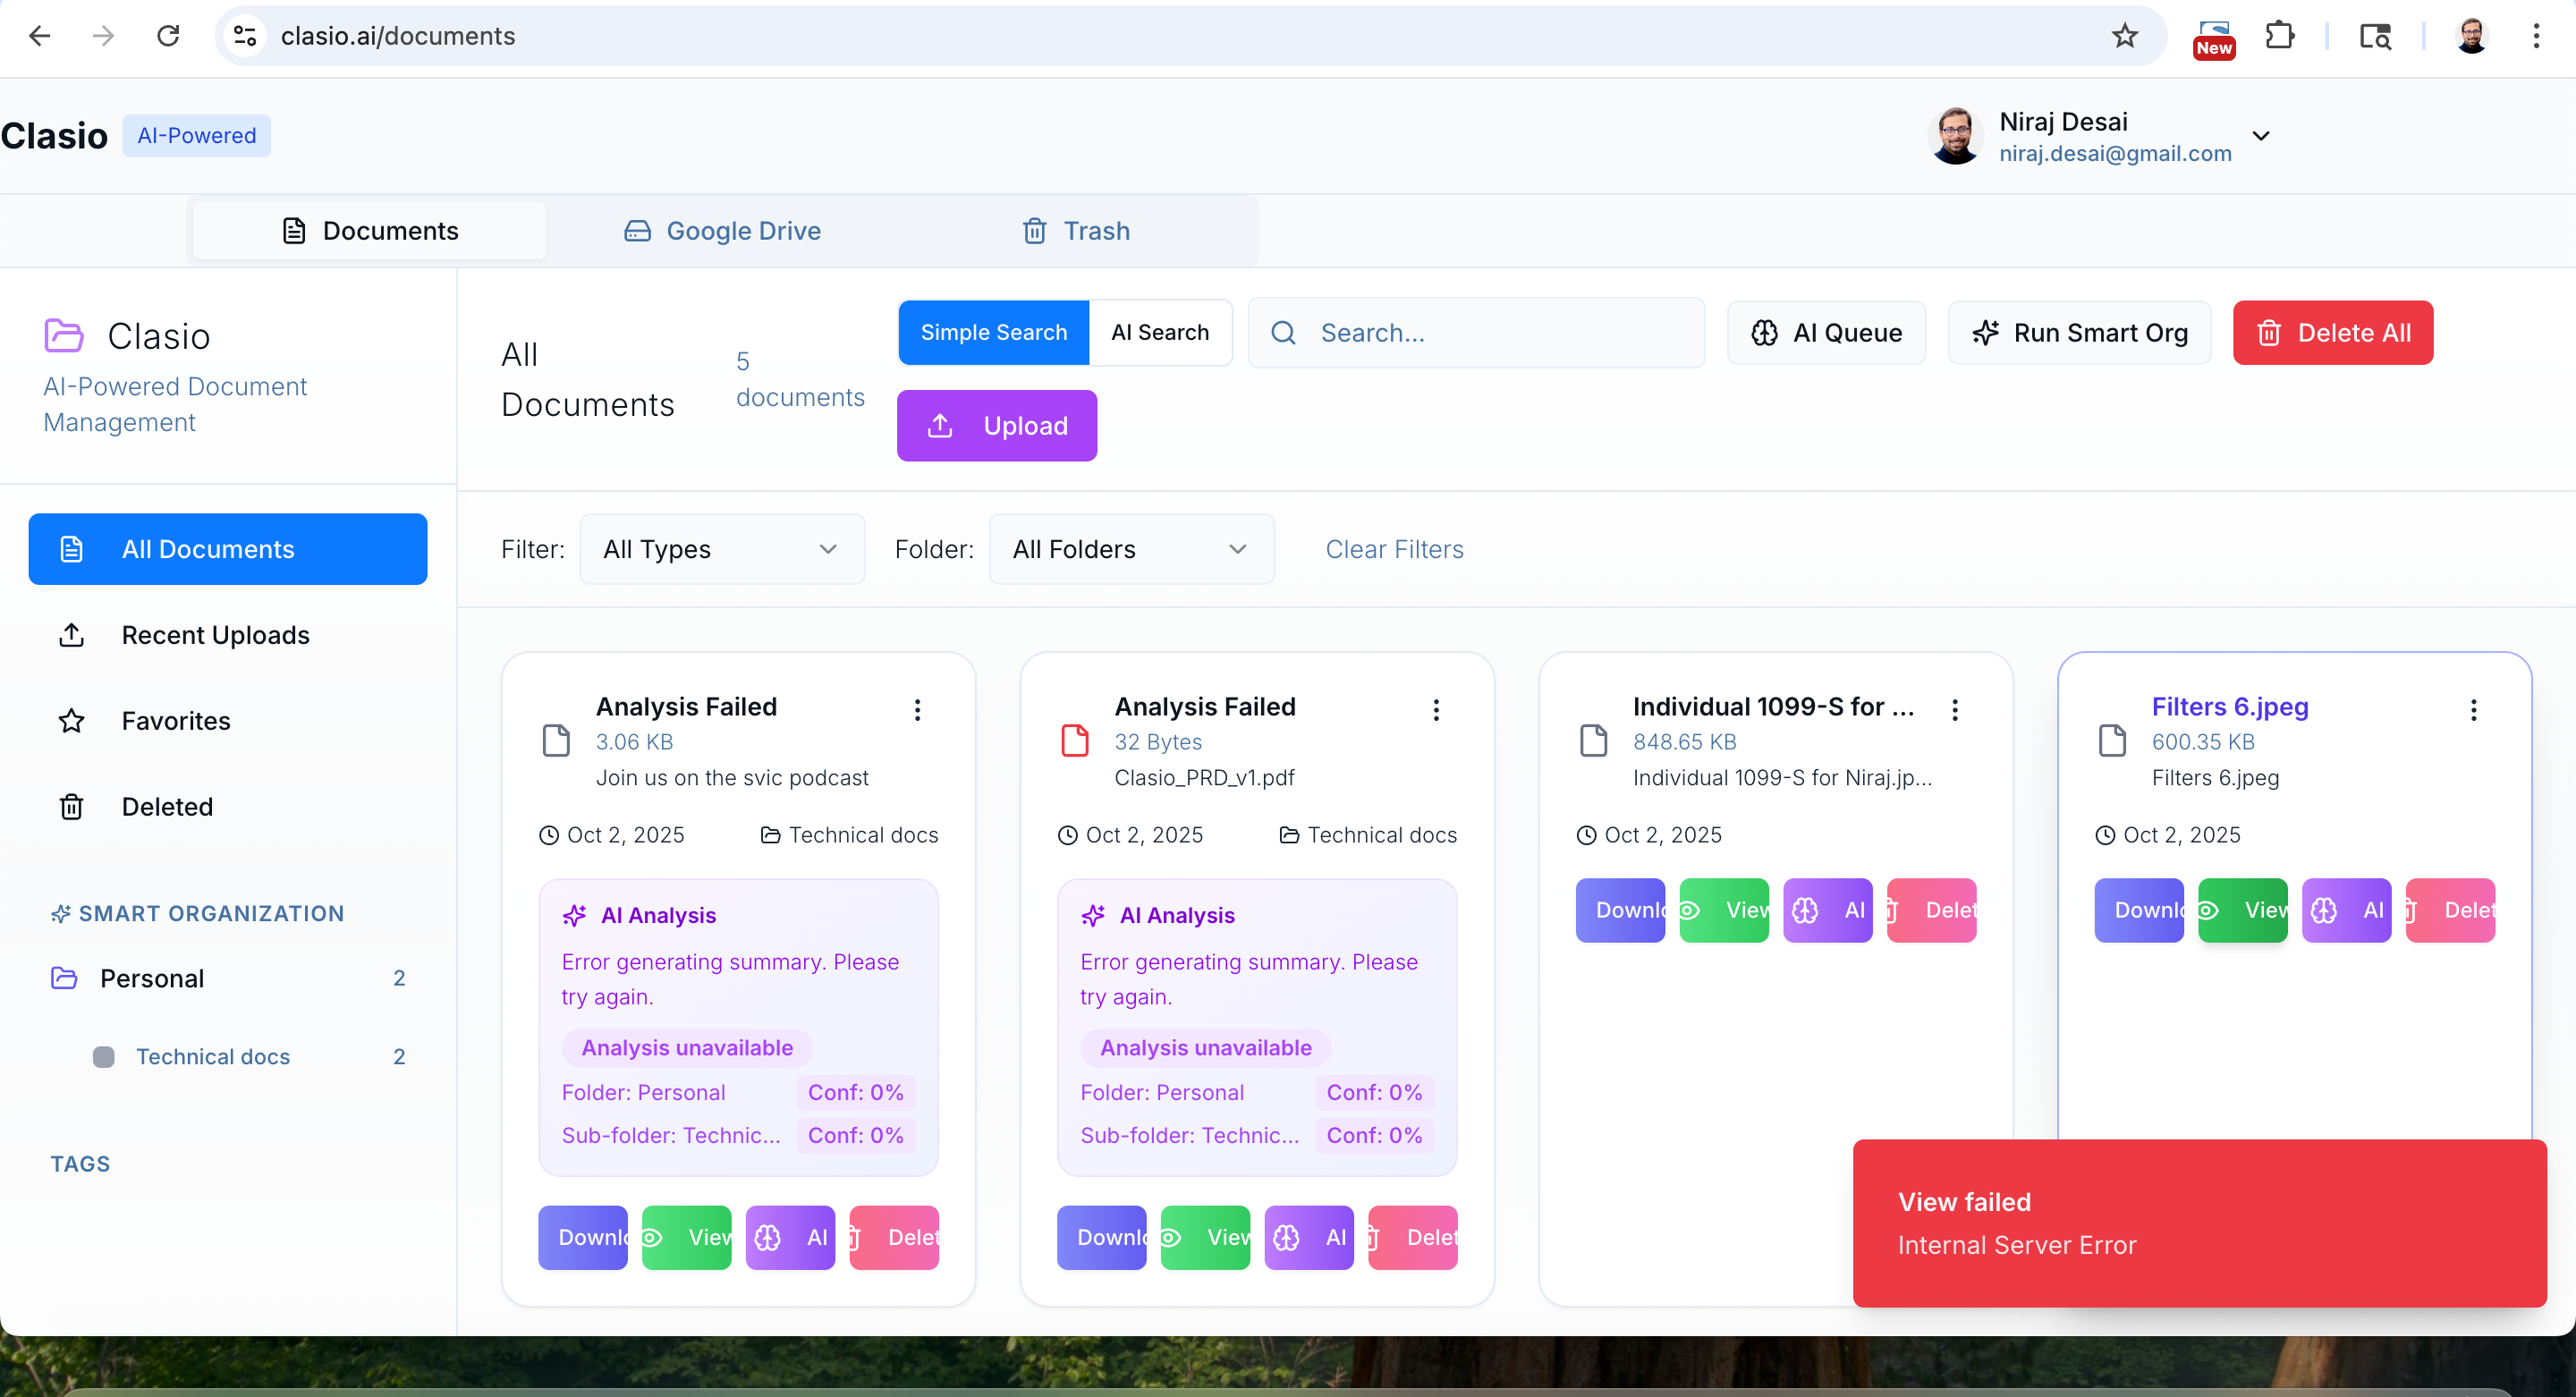 clasio.ai/documents
New
Clasio
AI-Powered
Niraj Desai
niraj.desai@gmail.com
Documents
Google Drive
Trash
Clasio
AI-Powered Document
Management
All
Documents
5
documents
Simple Search
AI Search
Search...
AI Queue
Run Smart Org
Delete All
Upload
All Documents
Recent Uploads
Favorites
Deleted
SMART ORGANIZATION
Personal
2
Technical docs
2
TAGS
Filter:
All Types
Folder:
All Folders
Clear Filters
Analysis Failed
3.06 KB
Join us on the svic podcast
Oct 2, 2025
Technical docs
AI Analysis
Error generating summary. Please
try again.
Analysis unavailable
Folder: Personal
Conf: 0%
Sub-folder: Technic...
Conf: 0%
Downlo
View
AI
Delet
Analysis Failed
32 Bytes
Clasio_PRD_v1.pdf
Oct 2, 2025
Technical docs
AI Analysis
Error generating summary. Please
try again.
Analysis unavailable
Folder: Personal
Conf: 0%
Sub-folder: Technic...
Conf: 0%
Downlo
View
AI
Delet
Individual 1099-S for ...
848.65 KB
Individual 1099-S for Niraj.jp...
Oct 2, 2025
Downlo
View
AI
Delet
Filters 6.jpeg
600.35 KB
Filters 6.jpeg
Oct 2, 2025
Downlo
View
AI
Delet
View failed
Internal Server Error